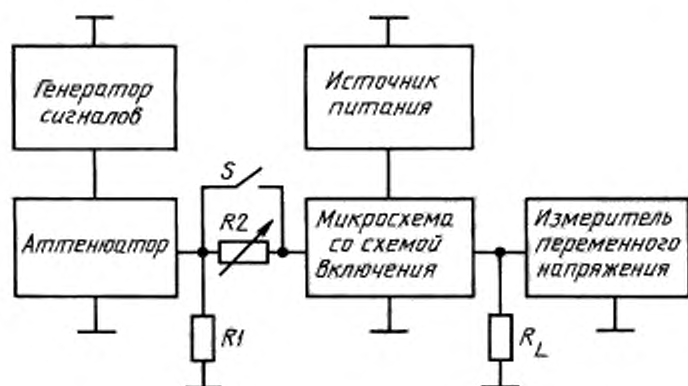 Генератор
сигналов
Источник
питания
S
R2
Аттенюатор
Микросхема
со схемой
включения
Измеритель
переменного
напряжения
R1
R_L